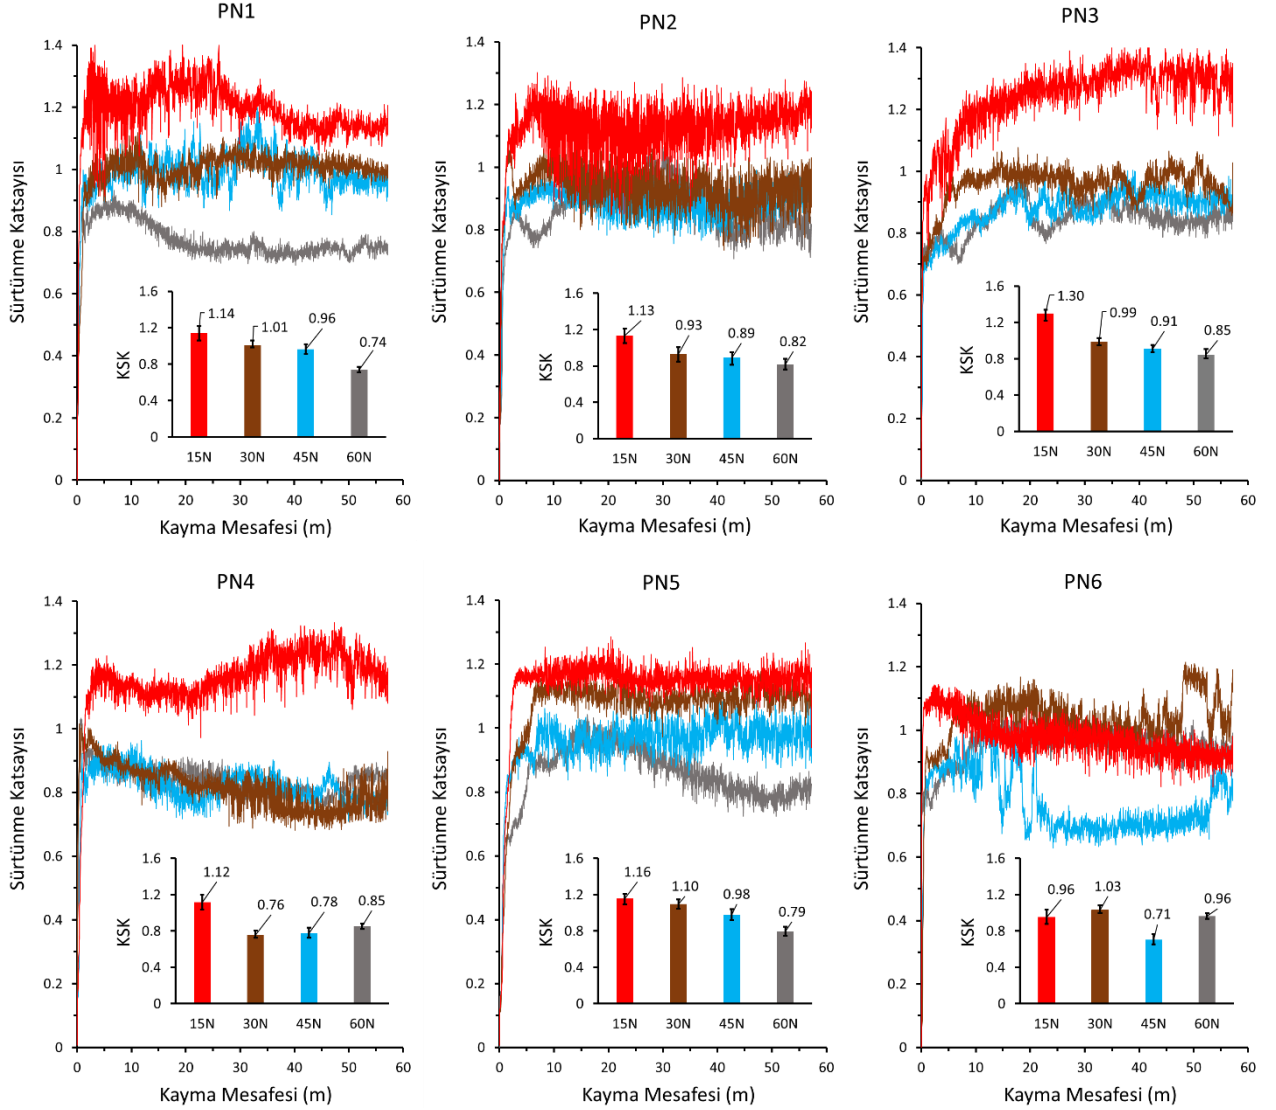 PN1
Sürtünme Katsayısı
1.4
1.2
1
0.8
0.6
0.4
0.2
0
0 10 20 30 40 50 60
Kayma Mesafesi (m)
KSK
1.6
1.2
0.8
0.4
0
1.14
1.01
0.96
0.74
15N 30N 45N 60N
PN2
Sürtünme Katsayısı
1.4
1.2
1
0.8
0.6
0.4
0.2
0
0 10 20 30 40 50 60
Kayma Mesafesi (m)
KSK
1.6
1.2
0.8
0.4
0
1.13
0.93
0.89
0.82
15N 30N 45N 60N
PN3
Sürtünme Katsayısı
1.4
1.2
1
0.8
0.6
0.4
0.2
0
0 10 20 30 40 50 60
Kayma Mesafesi (m)
KSK
1.6
1.2
0.8
0.4
0
1.30
0.99
0.91
0.85
15N 30N 45N 60N
PN4
Sürtünme Katsayısı
1.4
1.2
1
0.8
0.6
0.4
0.2
0
0 10 20 30 40 50 60
Kayma Mesafesi (m)
KSK
1.6
1.2
0.8
0.4
0
1.12
0.76
0.78
0.85
15N 30N 45N 60N
PN5
Sürtünme Katsayısı
1.4
1.2
1
0.8
0.6
0.4
0.2
0
0 10 20 30 40 50 60
Kayma Mesafesi (m)
KSK
1.6
1.2
0.8
0.4
0
1.16
1.10
0.98
0.79
15N 30N 45N 60N
PN6
Sürtünme Katsayısı
1.4
1.2
1
0.8
0.6
0.4
0.2
0
0 10 20 30 40 50 60
Kayma Mesafesi (m)
KSK
1.6
1.2
0.8
0.4
0
0.96
1.03
0.71
0.96
15N 30N 45N 60N